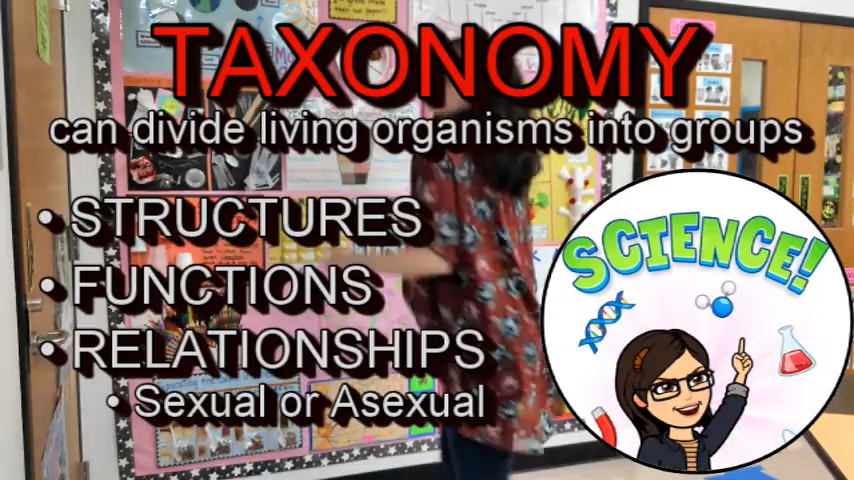 TAXONOMY
can divide living organisms into groups
• STRUCTURES
• FUNCTIONS
• RELATIONSHIPS
• Sexual or Asexual
SCIENCE!